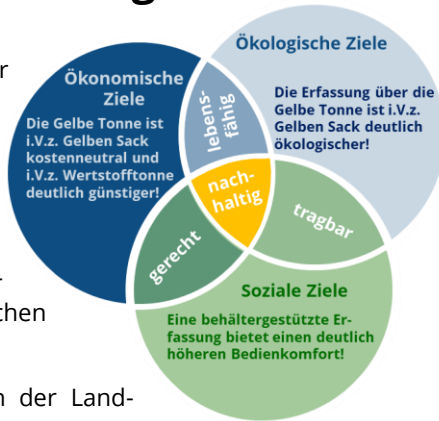 Ökologische Ziele
Ökonomische
Ziele
Die Gelbe Tonne ist
i.V.z. Gelben Sack
kostenneutral und
i.V.z. Wertstofftonne
deutlich günstiger!
lebens-
fähig
Die Erfassung über die
Gelbe Tonne ist i.V.z.
Gelben Sack deutlich
ökologischer!
nach-
haltig
gerecht
tragbar
Soziale Ziele
Eine behältergestützte Er-
fassung bietet einen deutlich
höheren Bedienkomfort!
chen
der Land-